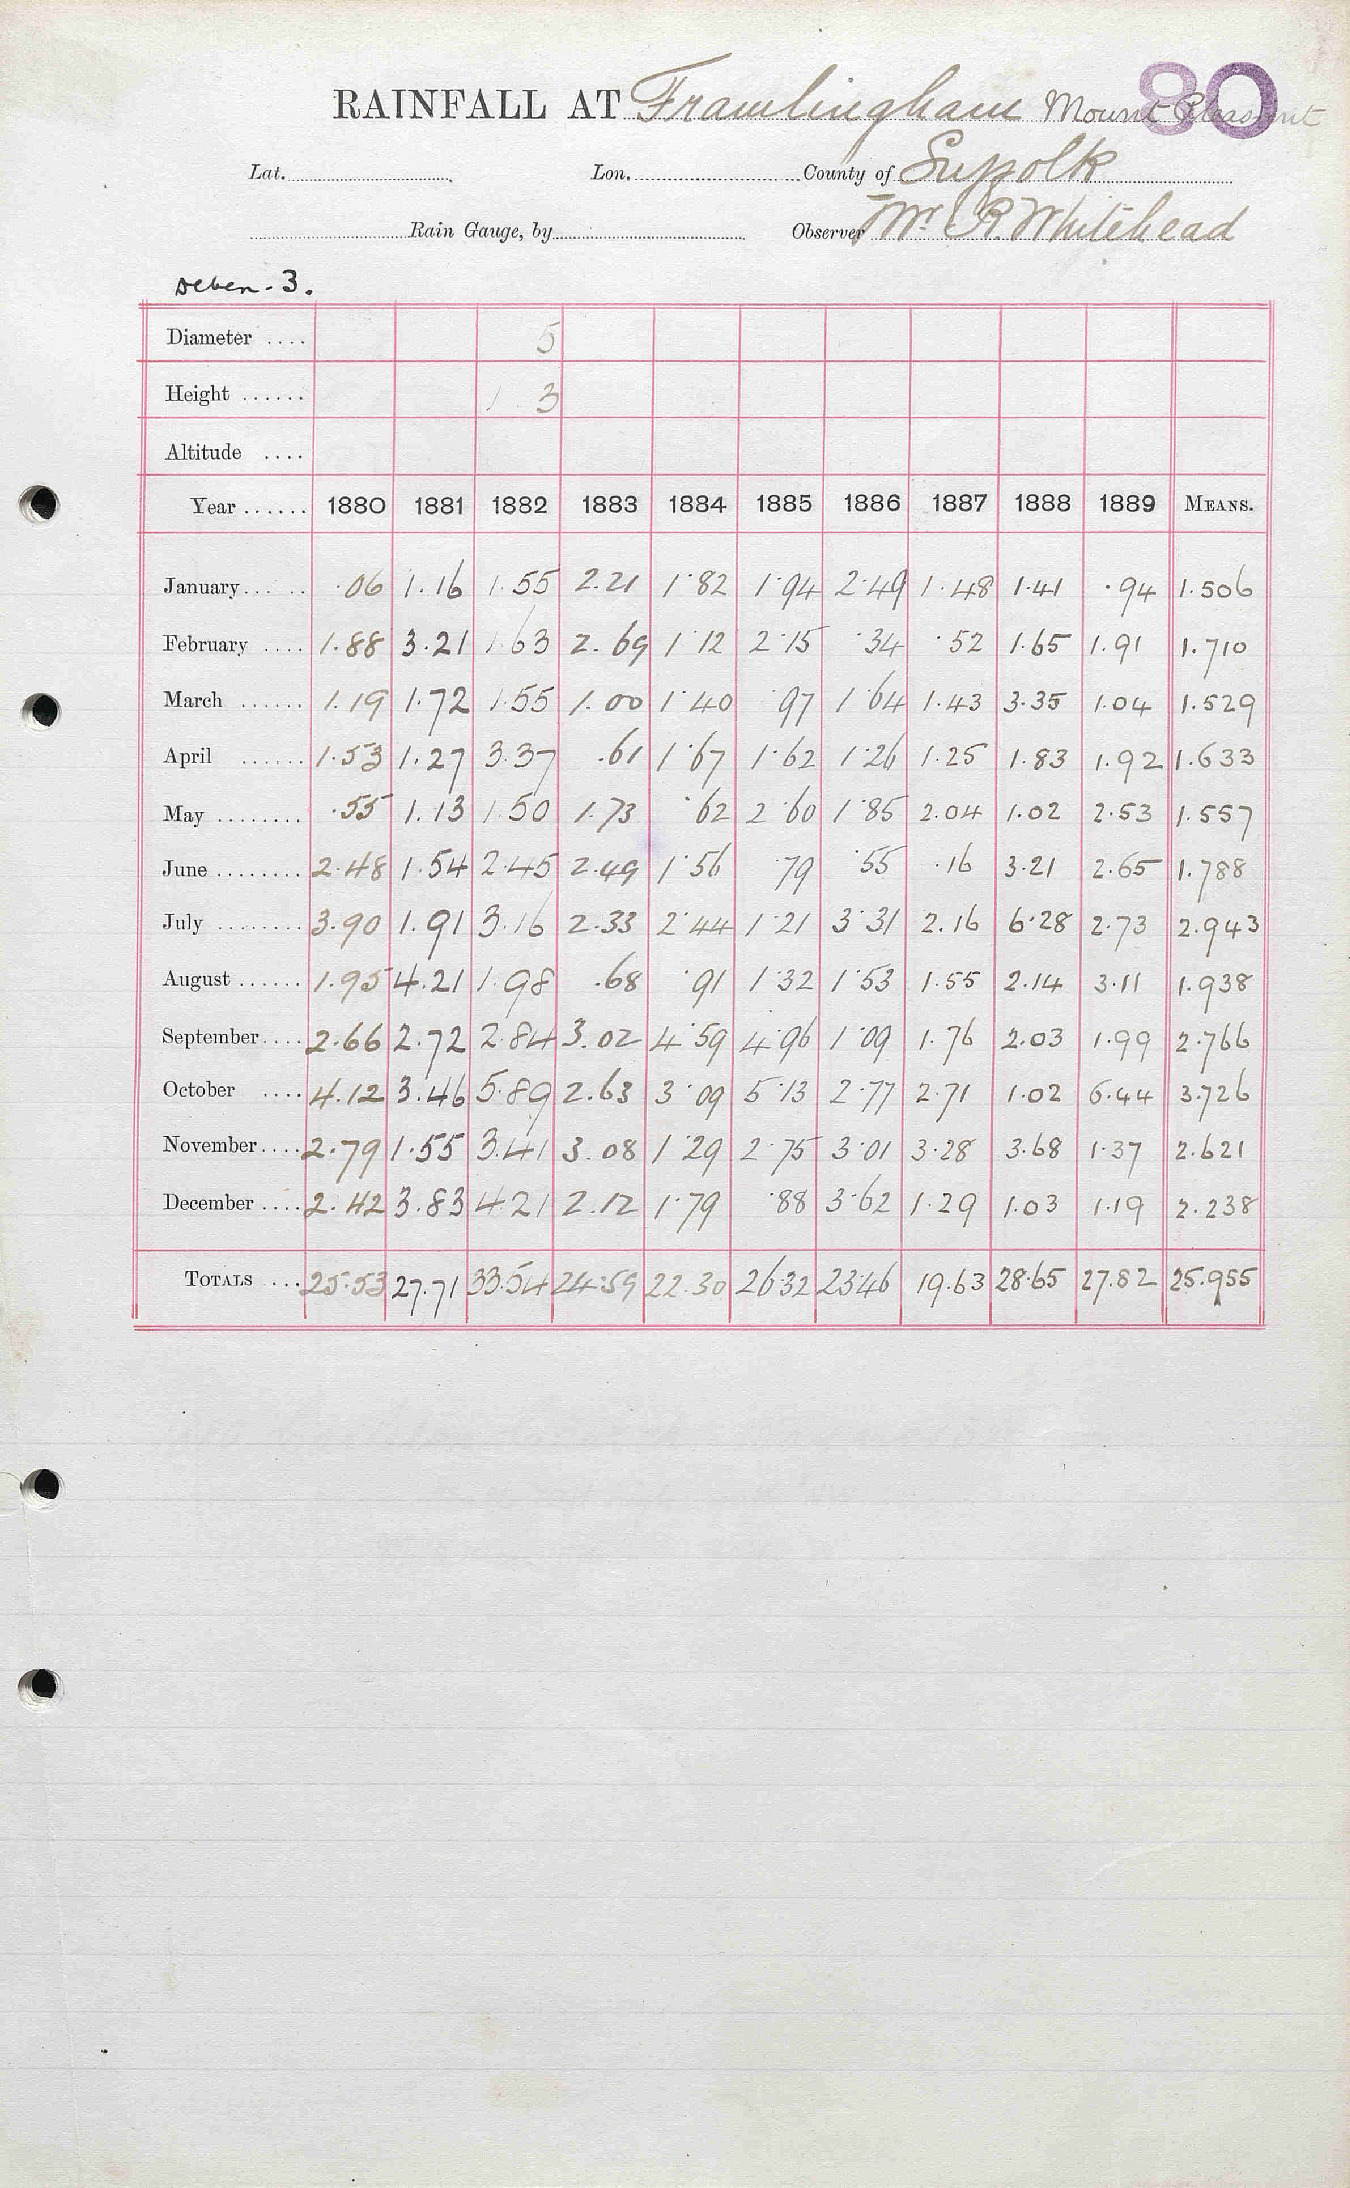 80
RAINFALL AT Framlingham Mount Pleasant
Lat. Lon. County of Suffolk
Rain Gauge, by Observer Mr. R. Whitehead
Deben - 3.
Diameter .... 5
Height ...... 1 3
Altitude ....
Year ...... 1880 1881 1882 1883 1884 1885 1886 1887 1888 1889 MEANS.
January ... .. .06 1.16 1.55 2.21 1.82 1.94 2.49 1.48 1.41 .94 1.506
February .... 1.88 3.21 1.63 2.69 1.12 2.15 .34 .52 1.65 1.91 1.710
March ...... 1.19 1.72 1.55 1.00 1.40 .97 1.64 1.43 3.35 1.04 1.529
April ...... 1.53 1.27 3.37 .61 1.67 1.62 1.26 1.25 1.83 1.92 1.633
May ........ .55 1.13 1.50 1.73 .62 2.60 1.85 2.04 1.02 2.53 1.557
June ........ 2.48 1.54 2.45 2.49 1.56 .79 .55 .16 3.21 2.65 1.788
July ........ 3.90 1.91 3.16 2.33 2.44 1.21 3.31 2.16 6.28 2.73 2.943
August ...... 1.95 4.21 1.98 .68 .91 1.32 1.53 1.55 2.14 3.11 1.938
September .... 2.66 2.72 2.84 3.02 4.59 4.96 1.09 1.76 2.03 1.99 2.766
October .... 4.12 3.46 5.89 2.63 3.09 5.13 2.77 2.71 1.02 6.44 3.726
November .... 2.79 1.55 3.41 3.08 1.29 2.75 3.01 3.28 3.68 1.37 2.621
December .... 2.42 3.83 4.21 2.12 1.79 .88 3.62 1.29 1.03 1.19 2.238
TOTALS ... 25.53 27.71 33.54 24.59 22.30 26.32 23.46 19.63 28.65 27.82 25.955